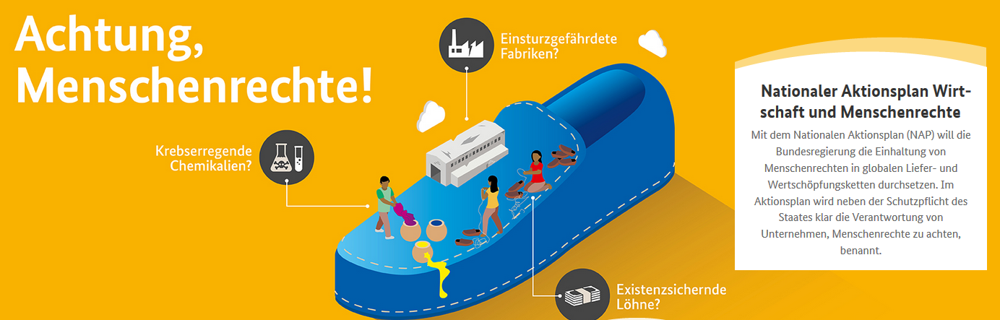 Achtung,
Menschenrechte!
Einsturzgefährdete
Fabriken?
Krebserregende
Chemikalien?
Existenzsichernde
Löhne?
Nationaler Aktionsplan Wirt-
schaft und Menschenrechte
Mit dem Nationalen Aktionsplan (NAP) will die
Bundesregierung die Einhaltung von
Menschenrechten in globalen Liefer- und
Wertschöpfungsketten durchsetzen. Im
Aktionsplan wird neben der Schutzpflicht des
Staates klar die Verantwortung von
Unternehmen, Menschenrechte zu achten,
benannt.